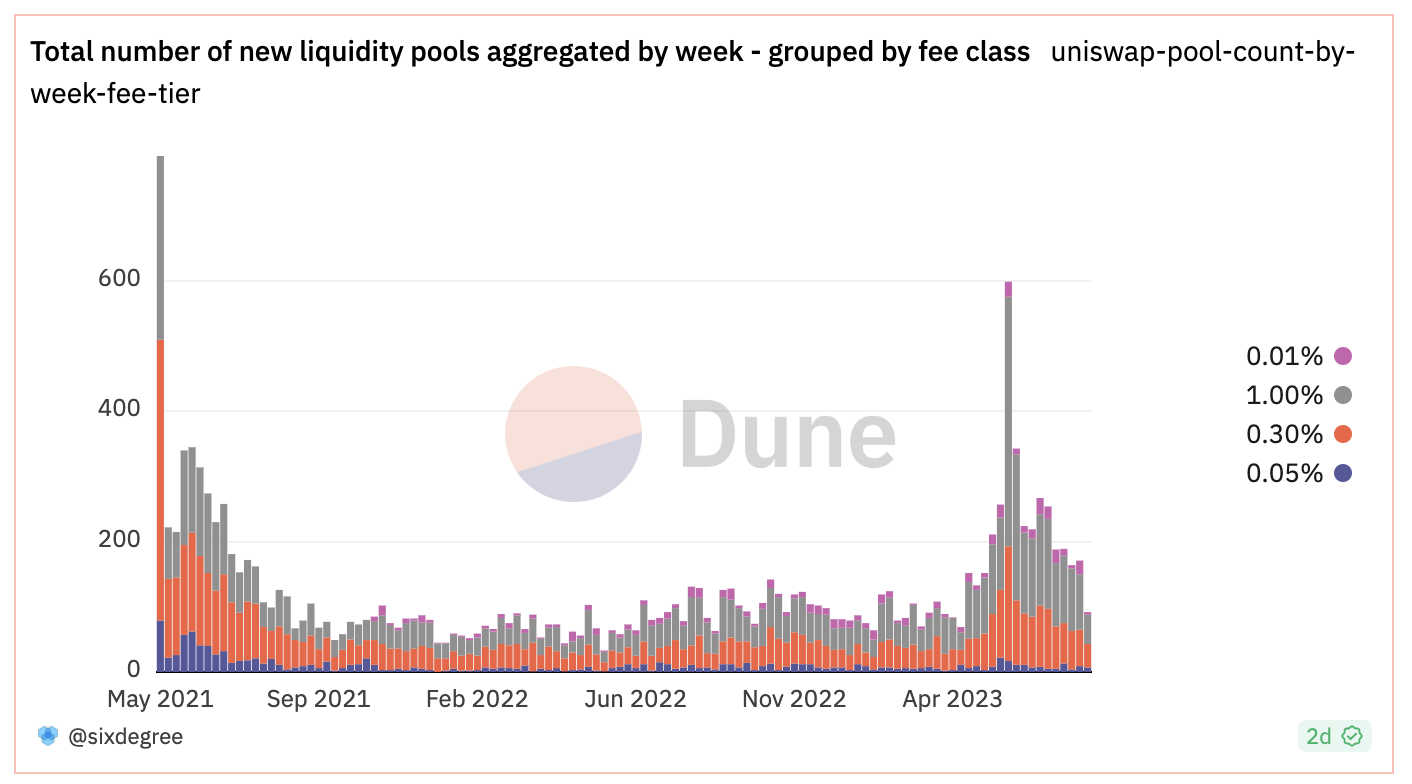 Total number of new liquidity pools aggregated by week - grouped by fee class uniswap-pool-count-by-
week-fee-tier
600
400
200
0
Dune
May 2021 Sep 2021 Feb 2022 Jun 2022 Nov 2022 Apr 2023
0.01%
1.00%
0.30%
0.05%
@sixdegree
2d